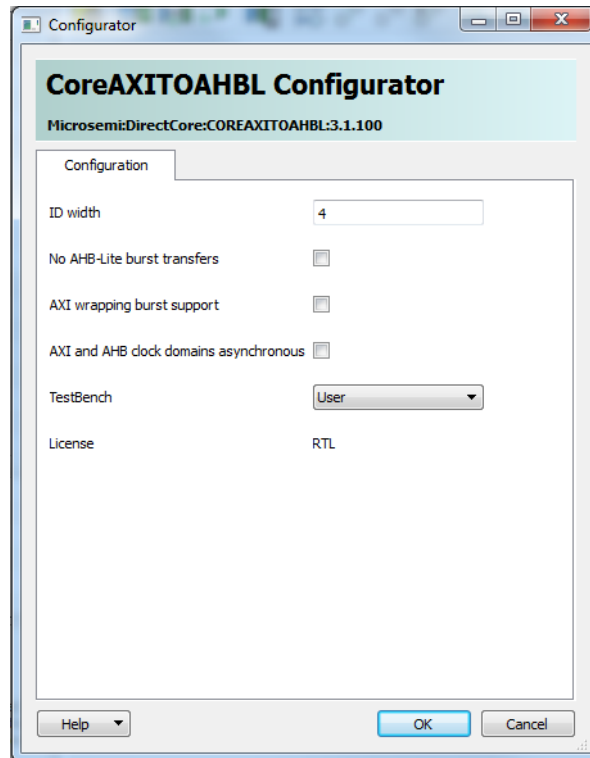 Configurator
CoreAXITOAHBL Configurator
Microsemi:DirectCore:COREAXITOAHBL:3.1.100
Configuration
ID width 4
No AHB-Lite burst transfers
AXI wrapping burst support
AXI and AHB clock domains asynchronous
TestBench User
License RTL
Help OK Cancel